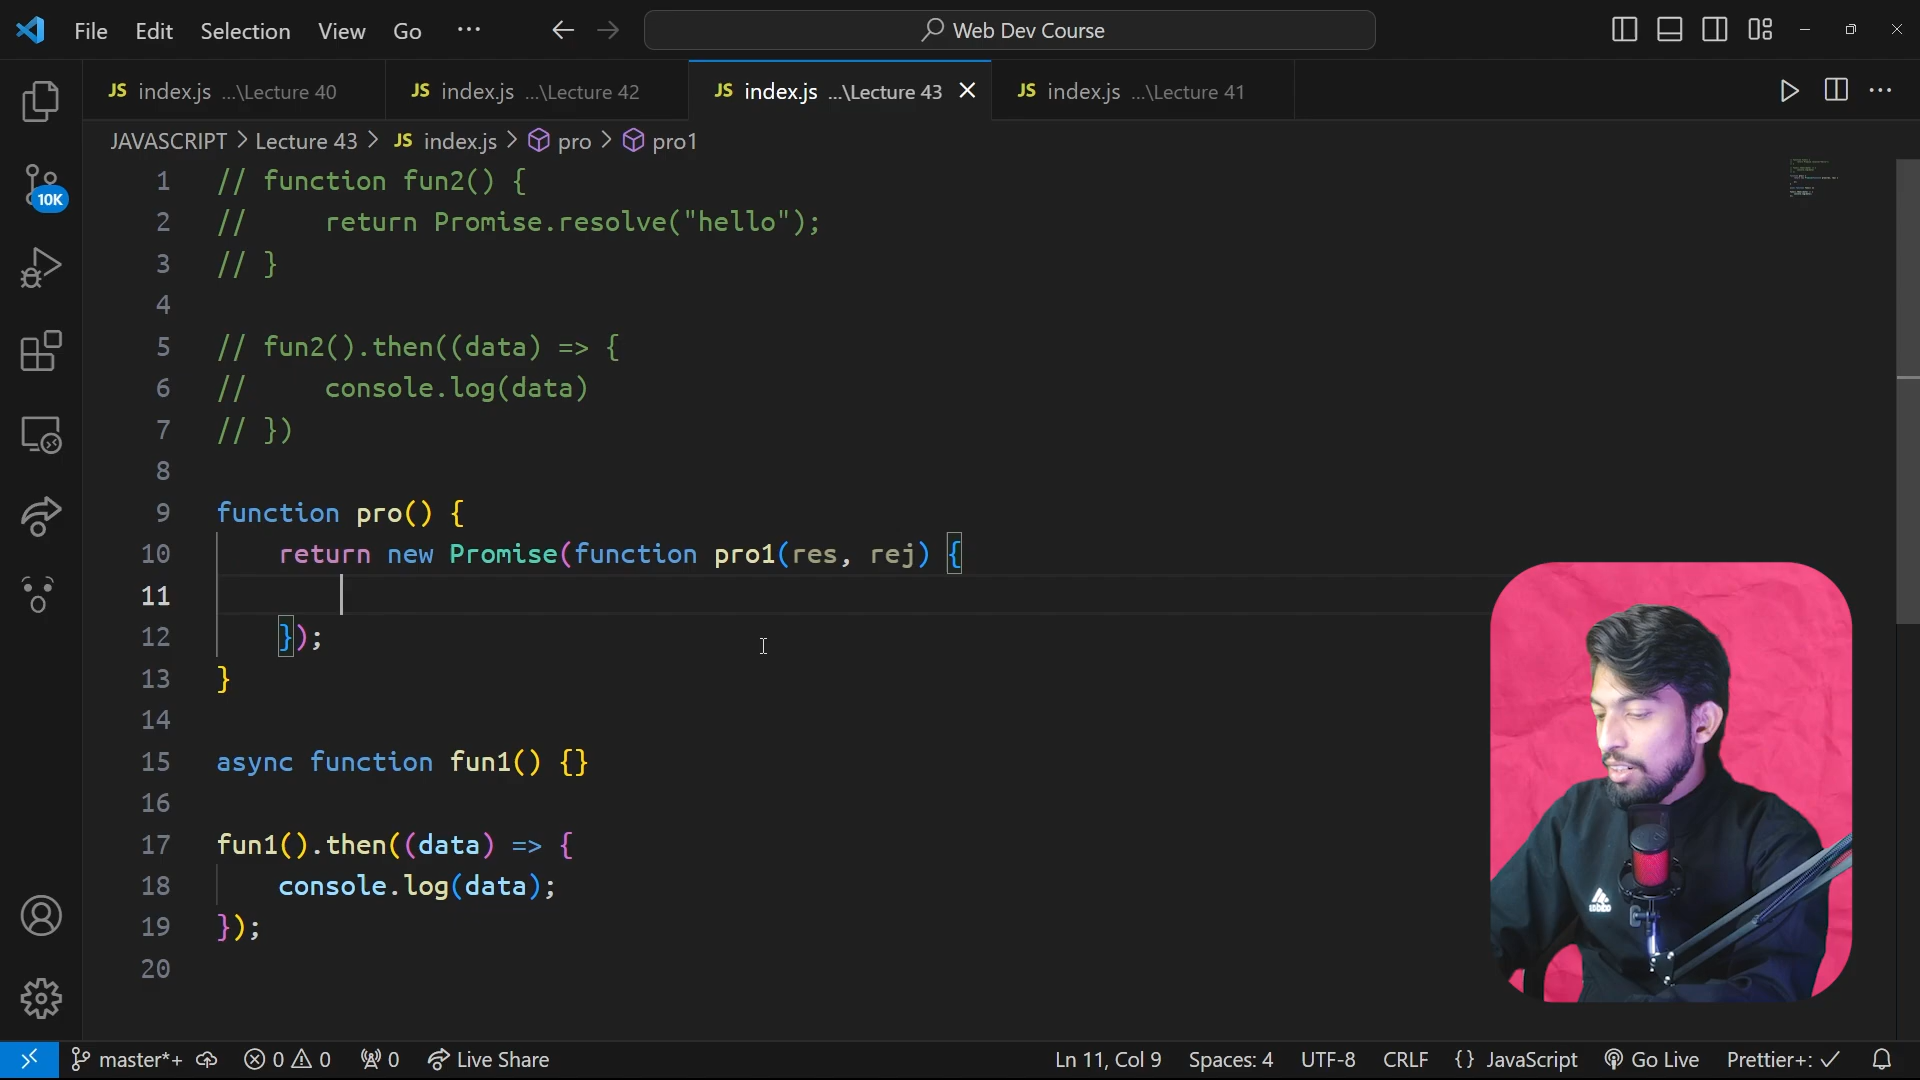 File Edit Selection View Go ··· Web Dev Course
JS index.js ...\Lecture 40 JS index.js ...\Lecture 42 JS index.js ...\Lecture 43 JS index.js ...\Lecture 41
JAVASCRIPT > Lecture 43 > JS index.js > pro > pro1
10K
1 // function fun2() {
2 //     return Promise.resolve("hello");
3 // }
4
5 // fun2().then((data) => {
6 //     console.log(data)
7 // })
8
9 function pro() {
10     return new Promise(function pro1(res, rej) {
11
12     });
13 }
14
15 async function fun1() {}
16
17 fun1().then((data) => {
18     console.log(data);
19 });
20
master*+ 0 0 0 Live Share Ln 11, Col 9 Spaces: 4 UTF-8 CRLF {} JavaScript Go Live Prettier+: ✓